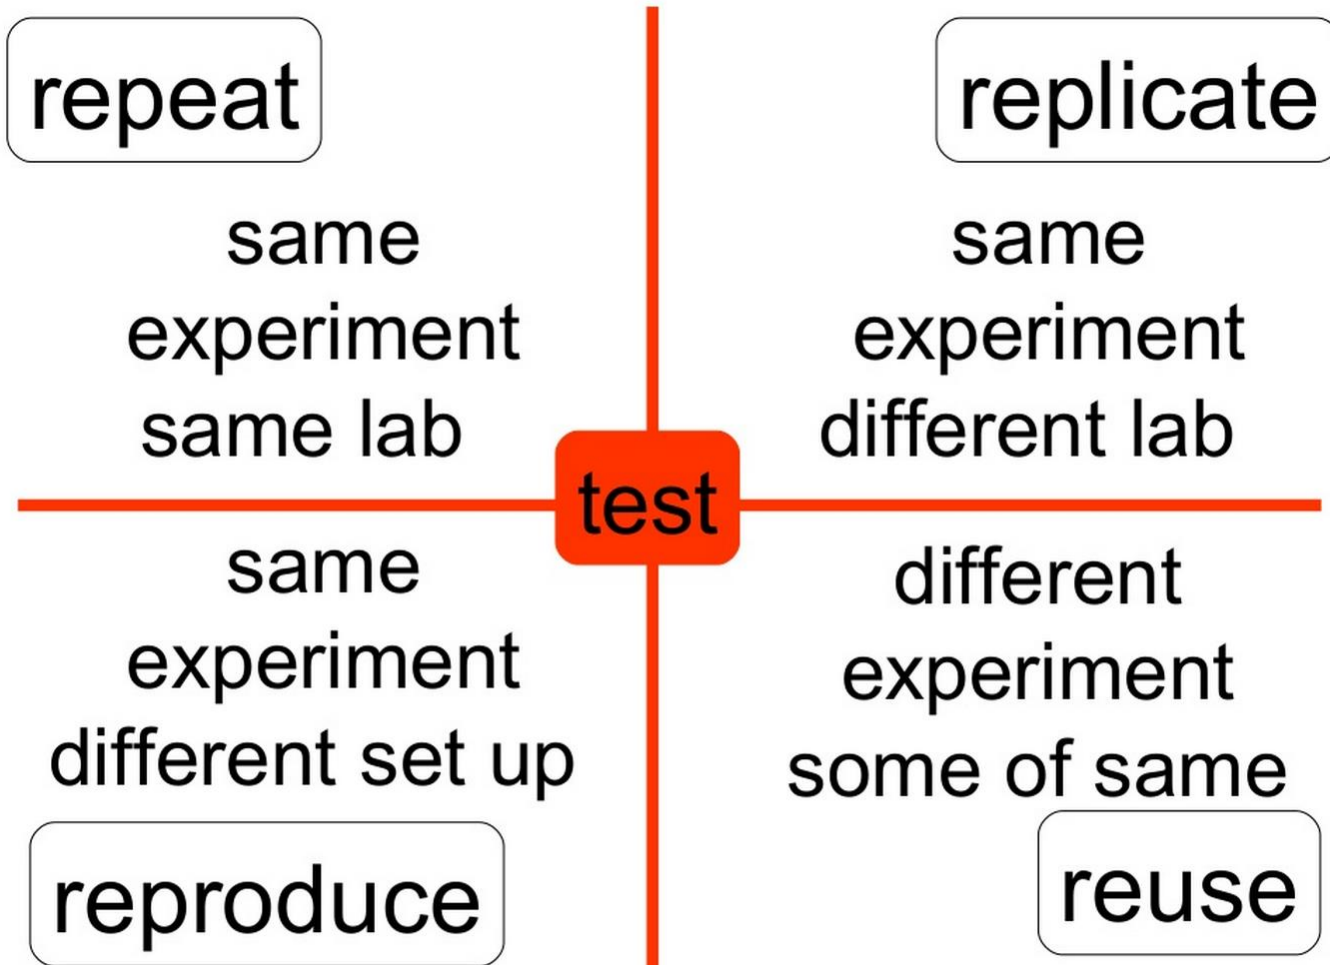 repeat
same
experiment
same lab
replicate
same
experiment
different lab
test
same
experiment
different set up
reproduce
different
experiment
some of same
reuse